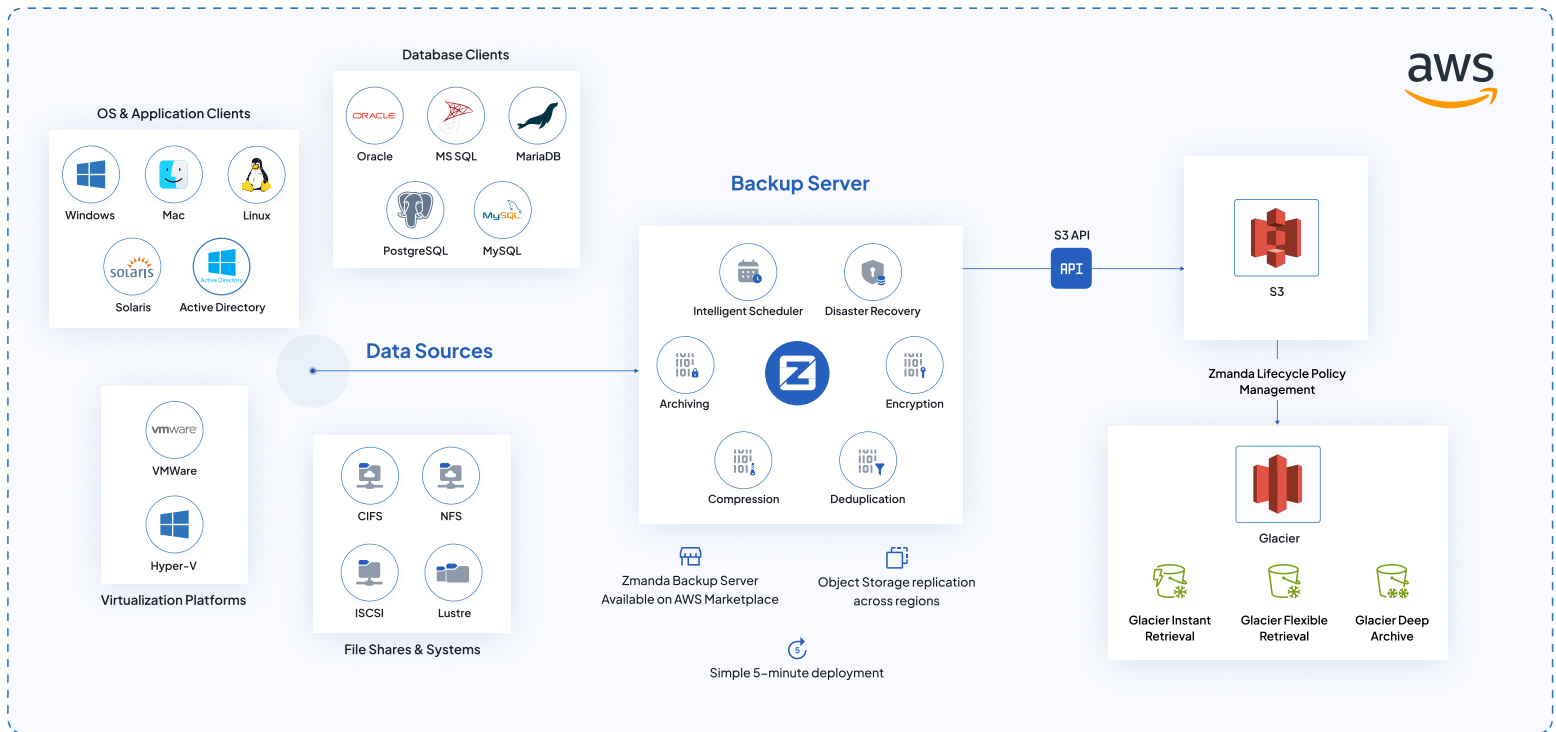 Database Clients
aws
OS & Application Clients
ORACLE
Oracle
MS SQL
MariaDB
Windows
Mac
Linux
MySQL
PostgreSQL
MySQL
solaris
Active Directory
Solaris
Active Directory
Backup Server
S3 API
API
S3
Intelligent Scheduler
Disaster Recovery
Data Sources
Z
Archiving
Encryption
Zmanda Lifecycle Policy
Management
vmware
VMWare
Hyper-V
Virtualization Platforms
CIFS
NFS
ISCSI
Lustre
File Shares & Systems
Compression
Deduplication
Zmanda Backup Server
Available on AWS Marketplace
Object Storage replication
across regions
5
Simple 5-minute deployment
Glacier
Glacier Instant
Retrieval
Glacier Flexible
Retrieval
Glacier Deep
Archive